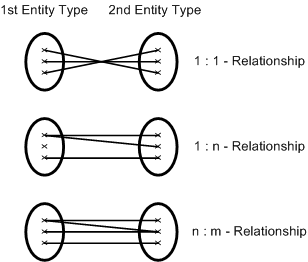 1st Entity Type 2nd Entity Type
1 : 1 - Relationship
1 : n - Relationship
n : m - Relationship